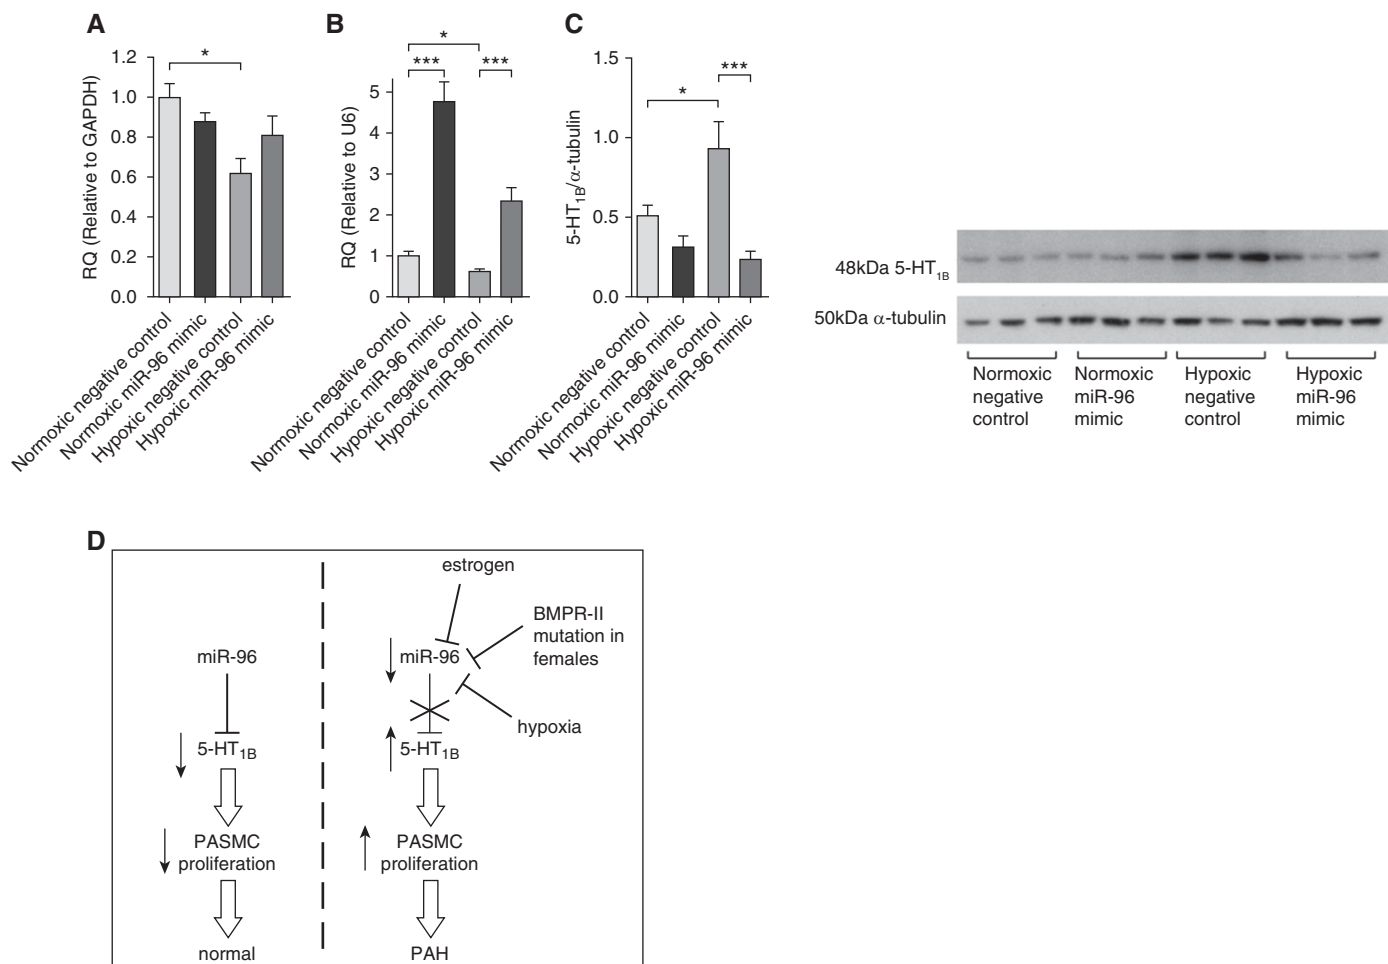 A
RQ (Relative to GAPDH)
1.2
1.0
0.8
0.6
0.4
0.2
0.0
*
Normoxic negative control
Normoxic miR-96 mimic
Hypoxic negative control
Hypoxic miR-96 mimic
B
RQ (Relative to U6)
5
4
3
2
1
0
*
***
***
Normoxic negative control
Normoxic miR-96 mimic
Hypoxic negative control
Hypoxic miR-96 mimic
C
5-HT1B/α-tubulin
1.5
1.0
0.5
0.0
*
***
Normoxic negative control
Normoxic miR-96 mimic
Hypoxic negative control
Hypoxic miR-96 mimic
48kDa 5-HT1B
50kDa α-tubulin
Normoxic
negative
control
Normoxic
miR-96
mimic
Hypoxic
negative
control
Hypoxic
miR-96
mimic
D
miR-96
5-HT1B
PASMC
proliferation
normal
estrogen
BMPR-II
mutation in
females
miR-96
hypoxia
5-HT1B
PASMC
proliferation
PAH